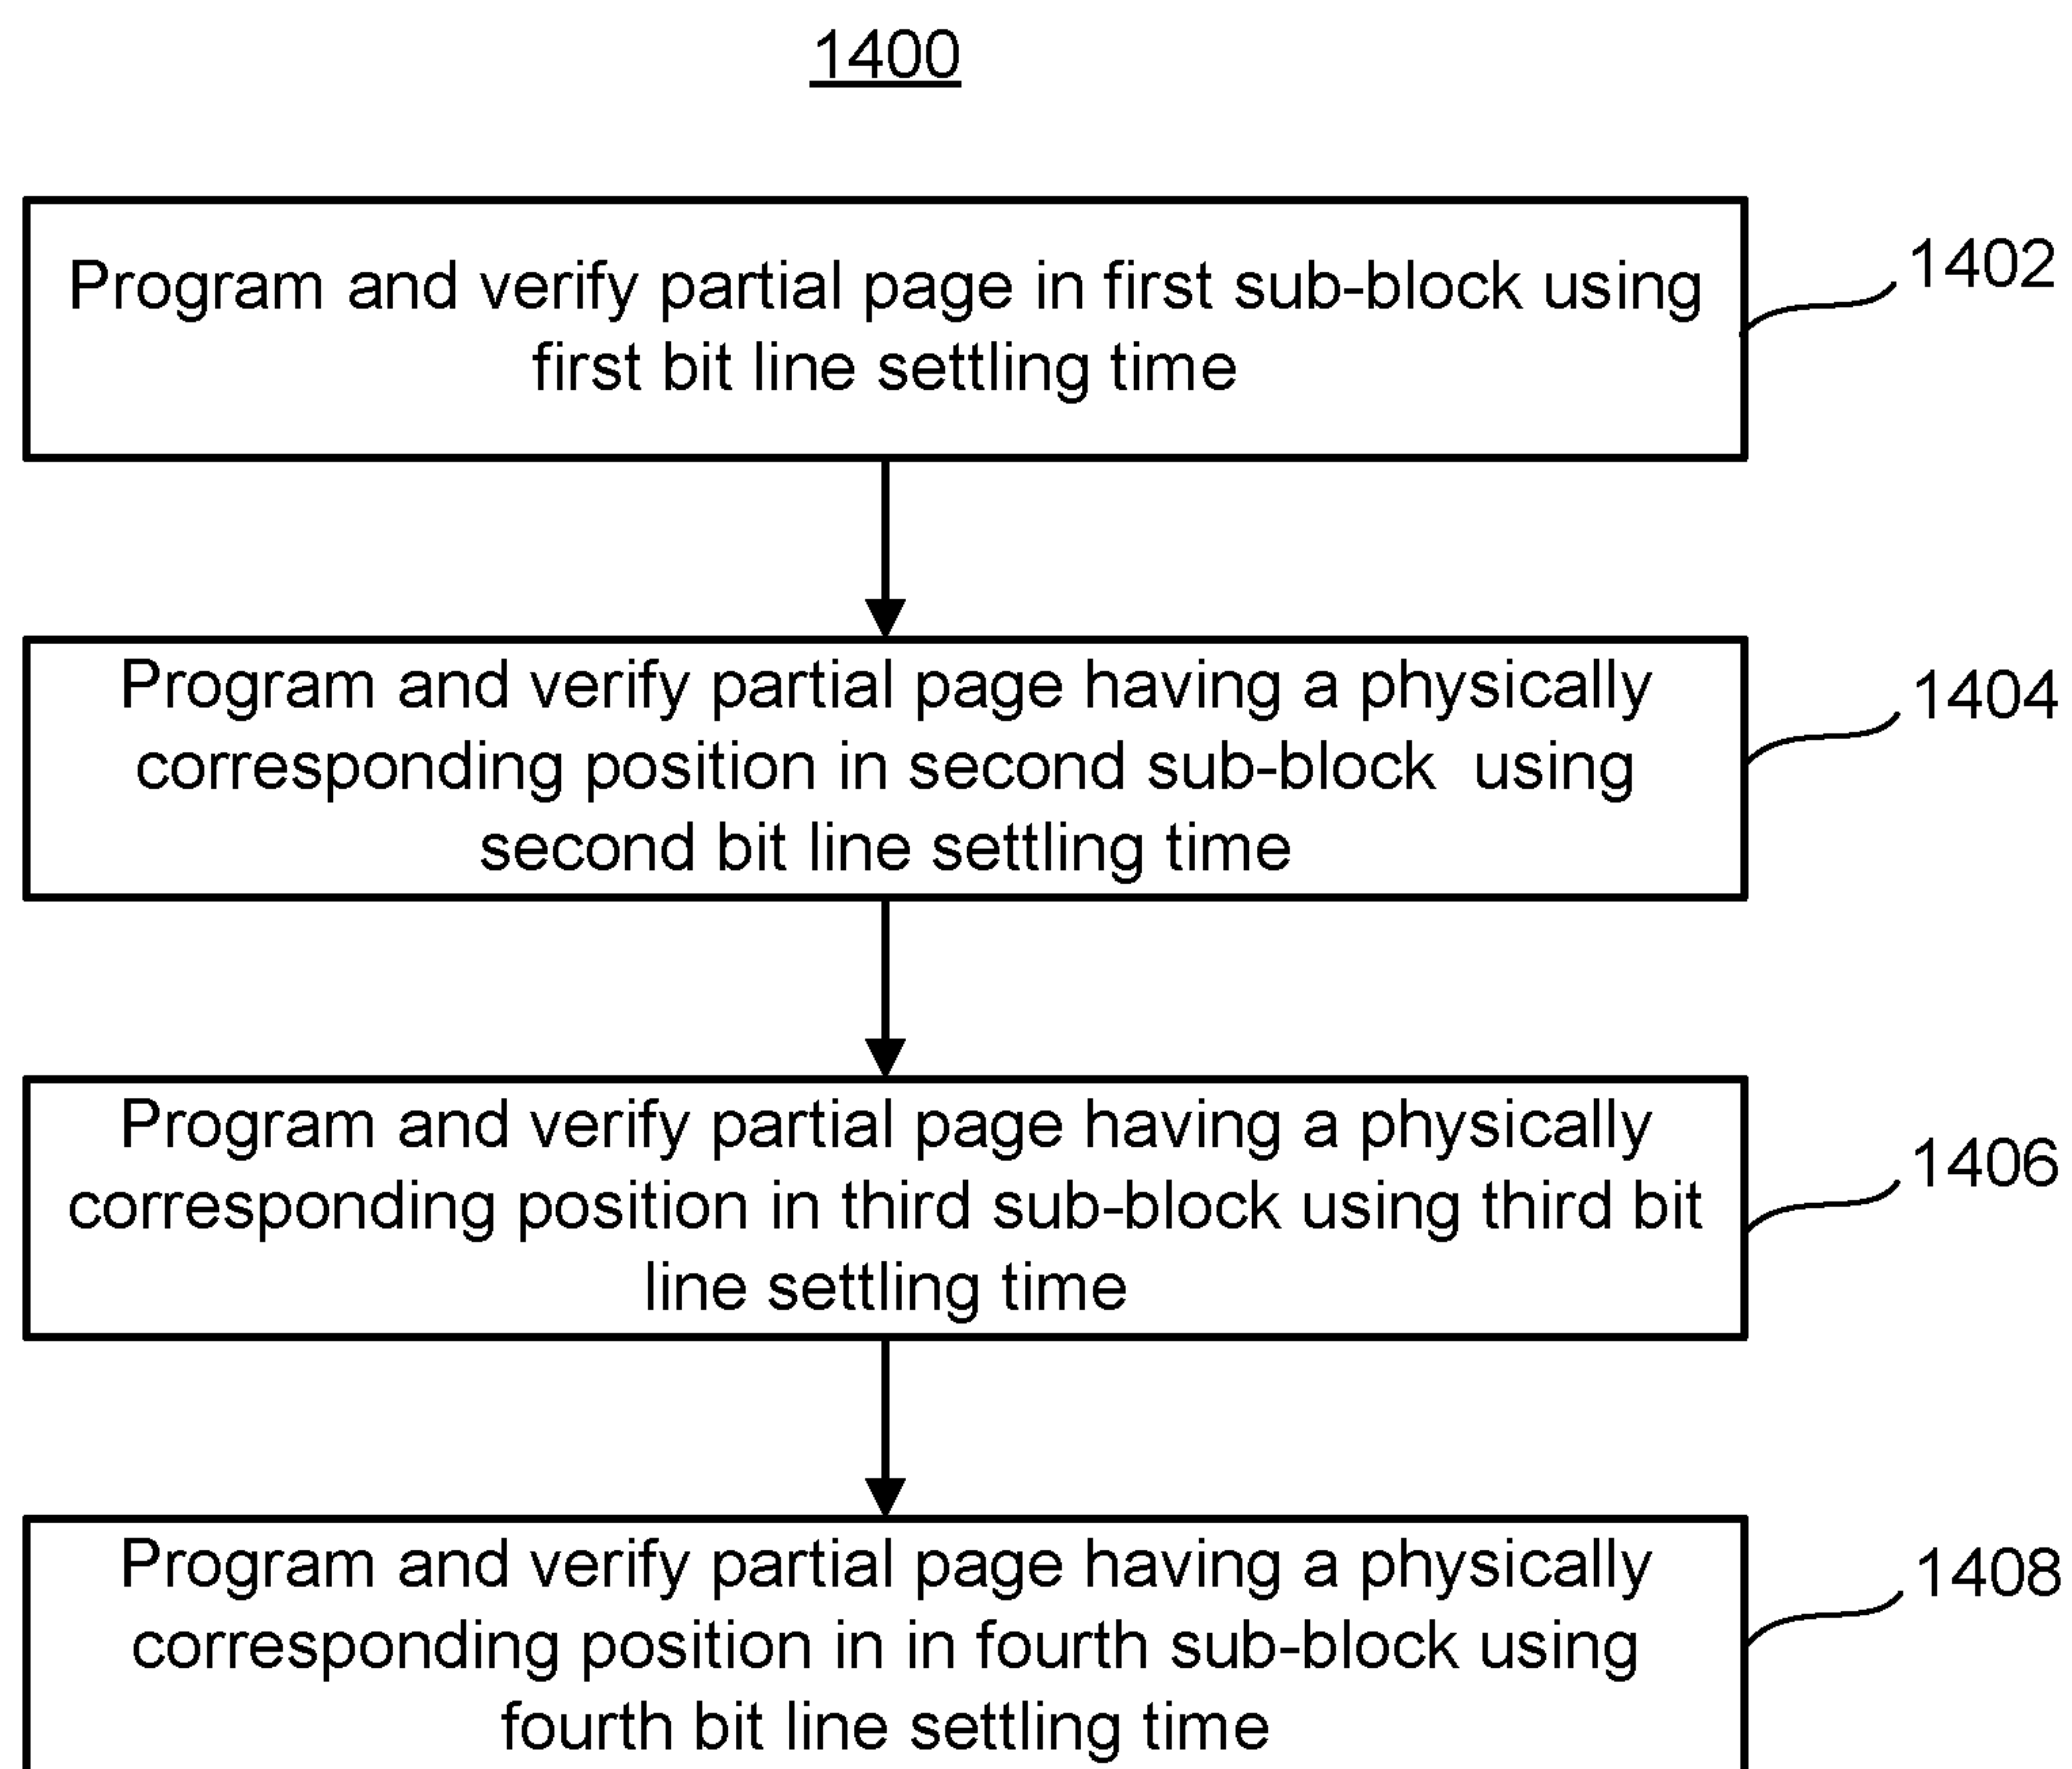 1400
Program and verify partial page in first sub-block using
first bit line settling time
1402
Program and verify partial page having a physically
corresponding position in second sub-block using
second bit line settling time
1404
Program and verify partial page having a physically
corresponding position in third sub-block using third bit
line settling time
1406
Program and verify partial page having a physically
corresponding position in in fourth sub-block using
fourth bit line settling time
1408